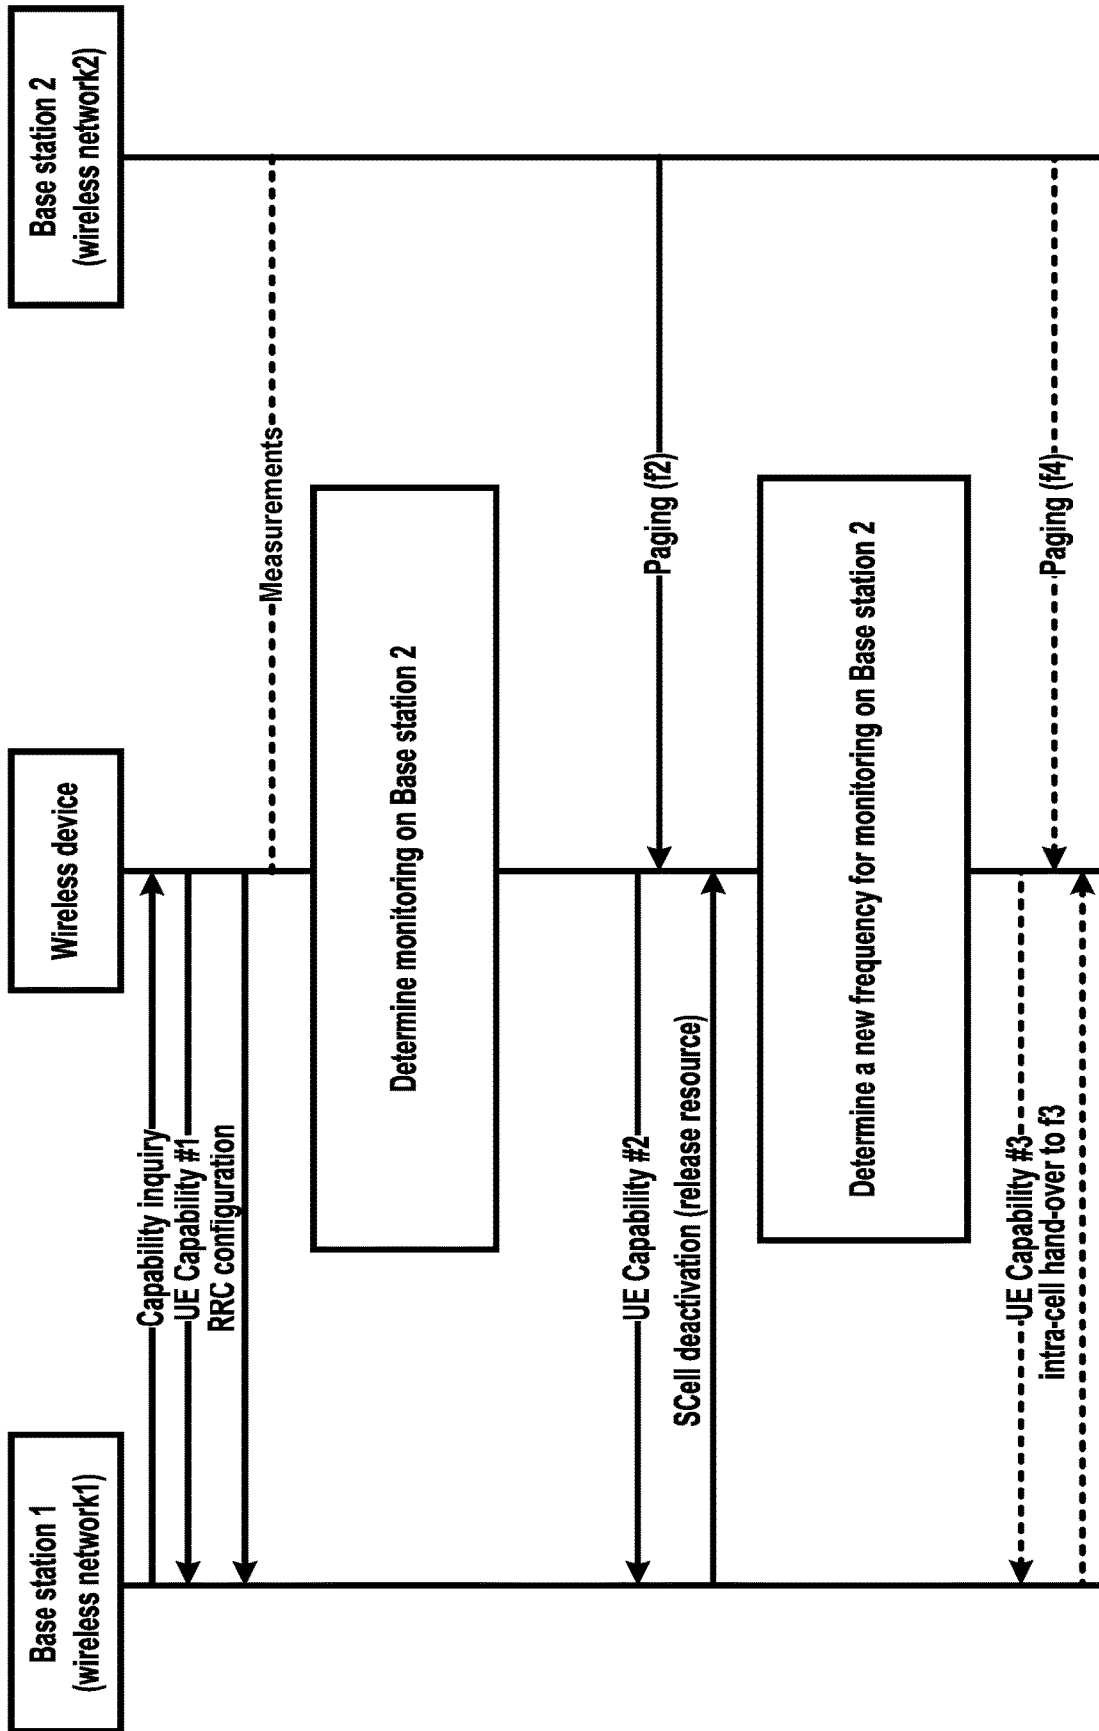 Base station 1
(wireless network1)
Wireless device
Base station 2
(wireless network2)
Capability inquiry
UE Capability #1
RRC configuration
Measurements
Determine monitoring on Base station 2
UE Capability #2
Paging (f2)
SCell deactivation (release resource)
Determine a new frequency for monitoring on Base station 2
UE Capability #3
intra-cell hand-over to f3
Paging (f4)